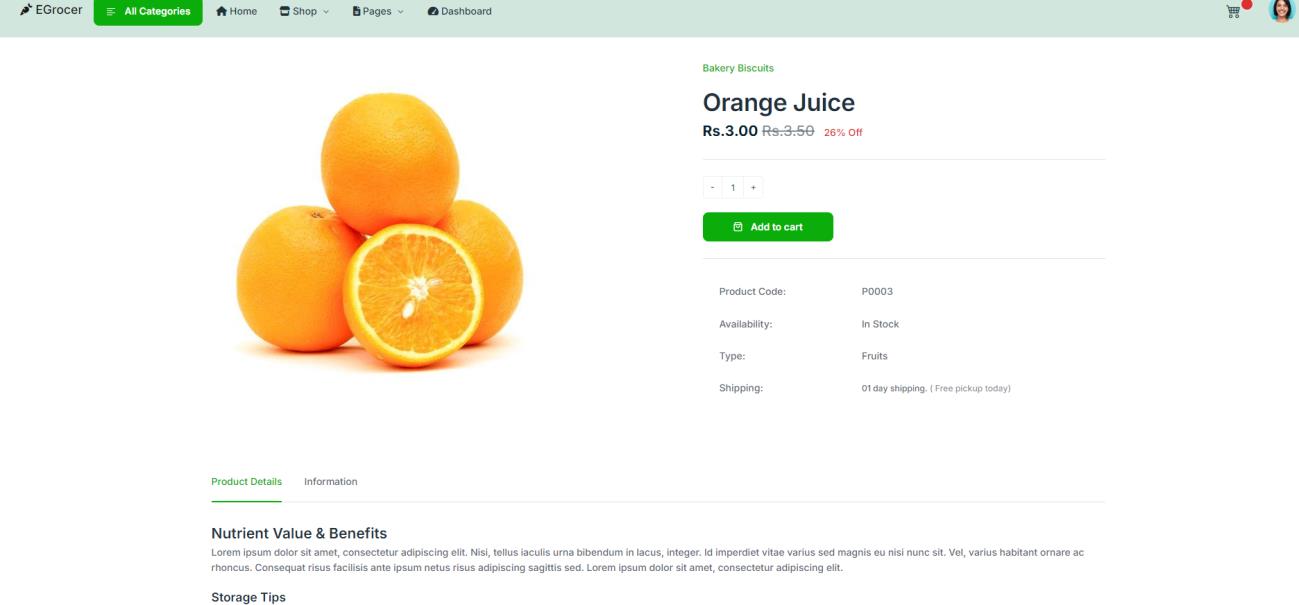 EGrocer
All Categories
Home
Shop
Pages
Dashboard
Bakery Biscuits
Orange Juice
Rs.3.00 Rs.3.50 26% Off
- 1 +
Add to cart
Product Code: P0003
Availability: In Stock
Type: Fruits
Shipping: 01 day shipping. ( Free pickup today)
Product Details Information
Nutrient Value & Benefits
Lorem ipsum dolor sit amet, consectetur adipiscing elit. Nisi, tellus iaculis urna bibendum in lacus, integer. Id imperdiet vitae varius sed magnis eu nisi nunc sit. Vel, varius habitant ornare ac
rhoncus. Consequat risus facilisis ante ipsum netus risus adipiscing sagittis sed. Lorem ipsum dolor sit amet, consectetur adipiscing elit.
Storage Tips